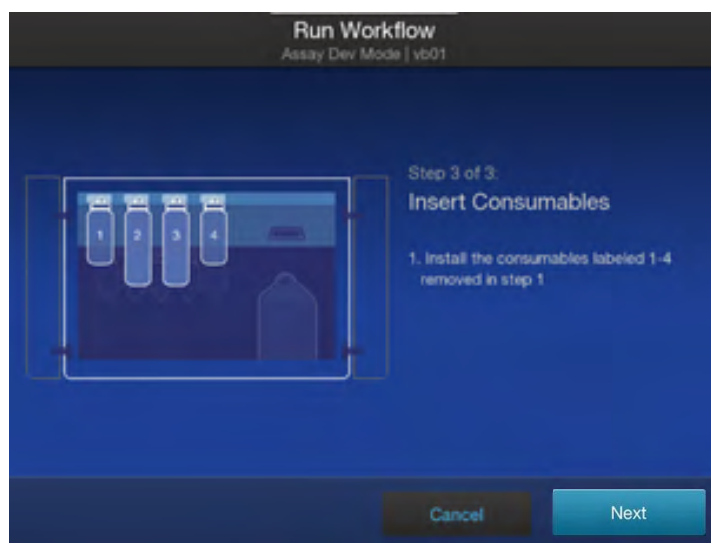 Run Workflow
Assay Dev Mode | vb01
Step 3 of 3:
Insert Consumables
1 2 3 4
1. Install the consumables labeled 1-4
removed in step 1
Cancel Next